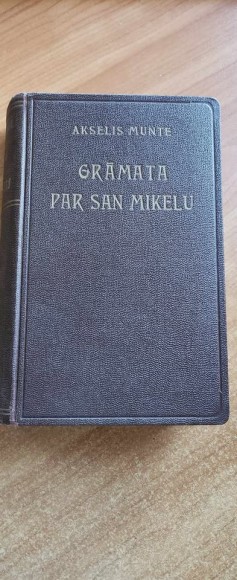 AKSELIS MUNTE
GRĀMATA
PAR SAN MIKELU